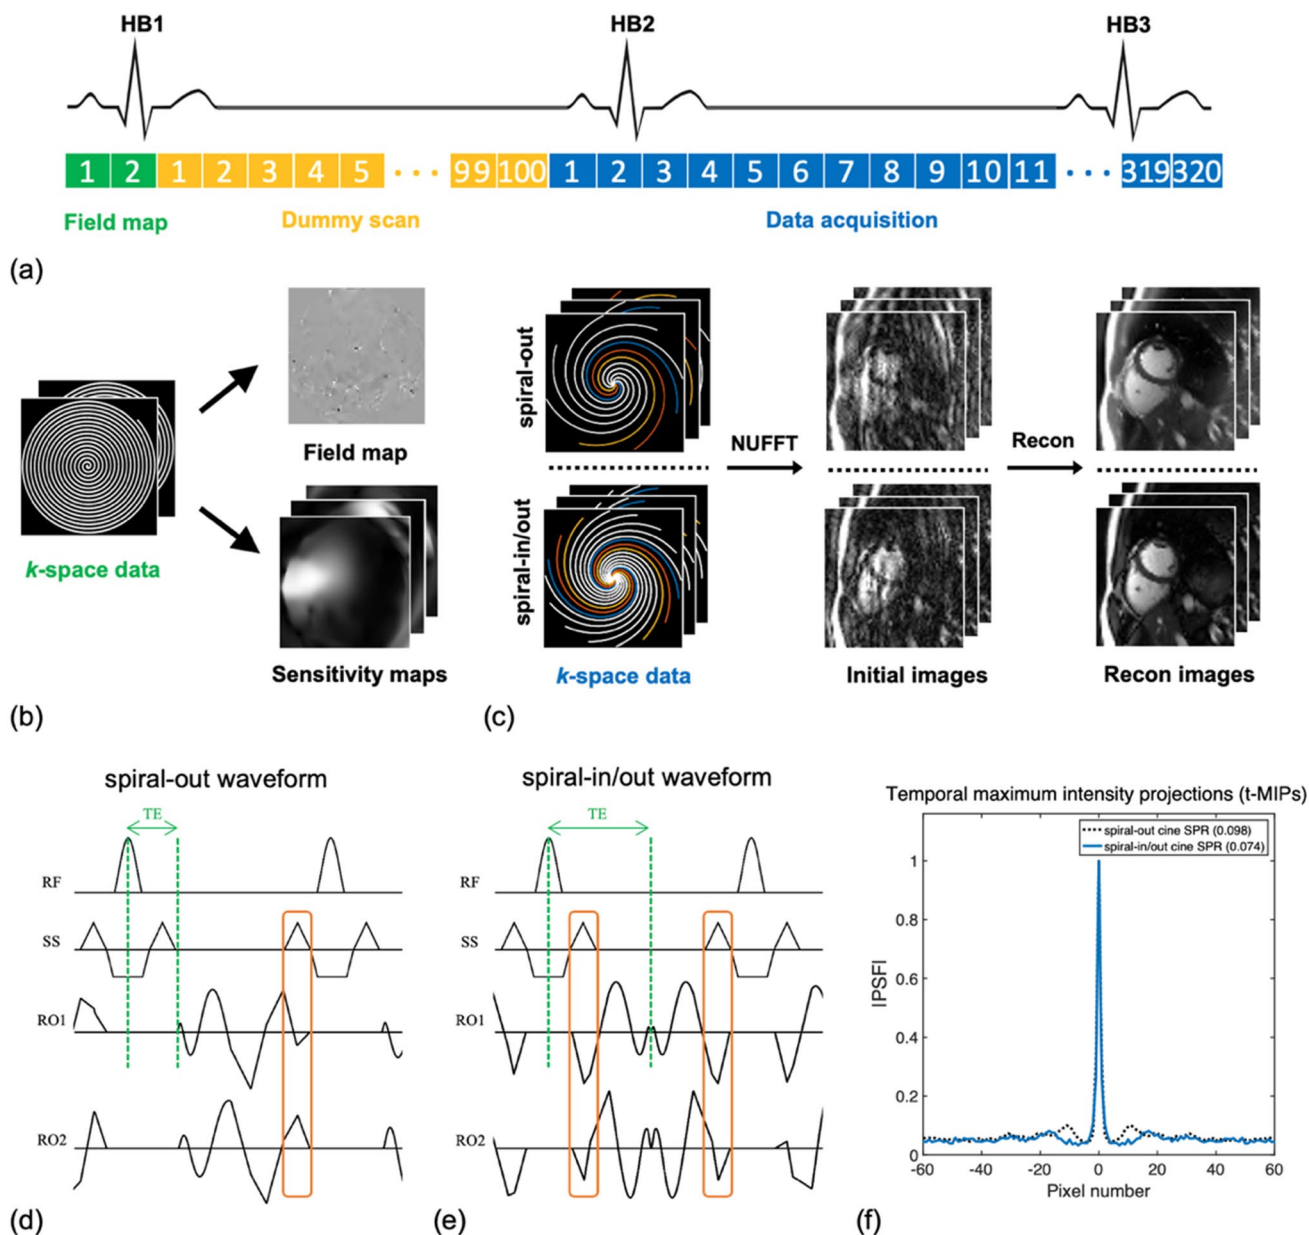 HB1 HB2 HB3
1 2 1 2 3 4 5 ··· 99 100 1 2 3 4 5 6 7 8 9 10 11 ··· 319 320
Field map Dummy scan Data acquisition
(a)
k-space data
Field map
Sensitivity maps
(b)
spiral-out
spiral-in/out
NUFFT
Recon
k-space data
Initial images
Recon images
(c)
spiral-out waveform
TE
RF
SS
RO1
RO2
(d)
spiral-in/out waveform
TE
RF
SS
RO1
RO2
(e)
Temporal maximum intensity projections (t-MIPs)
spiral-out cine SPR (0.098)
spiral-in/out cine SPR (0.074)
|PSF|
1
0.8
0.6
0.4
0.2
0
-60 -40 -20 0 20 40 60
Pixel number
(f)